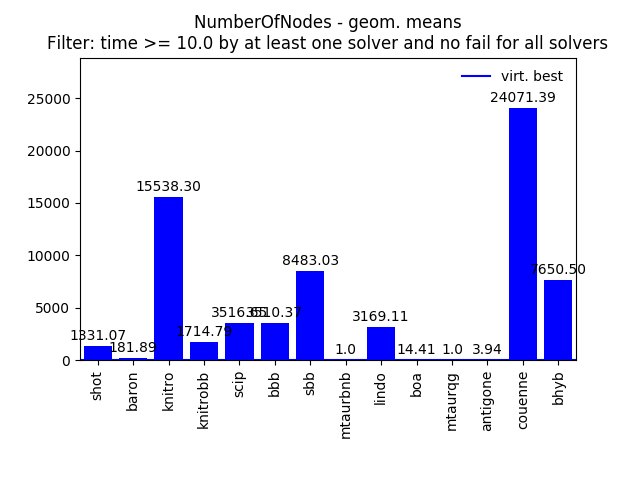 NumberOfNodes - geom. means
Filter: time >= 10.0 by at least one solver and no fail for all solvers
virt. best
25000
20000
15000
10000
5000
0
1331.07
181.89
15538.30
1714.79
8483.03
1.0
3169.11
14.41
1.0
3.94
24071.39
7650.50
shot
baron
knitro
knitrobb
scip
bbb
sbb
mtaurbnb
lindo
boa
mtaurqg
antigone
couenne
bhyb